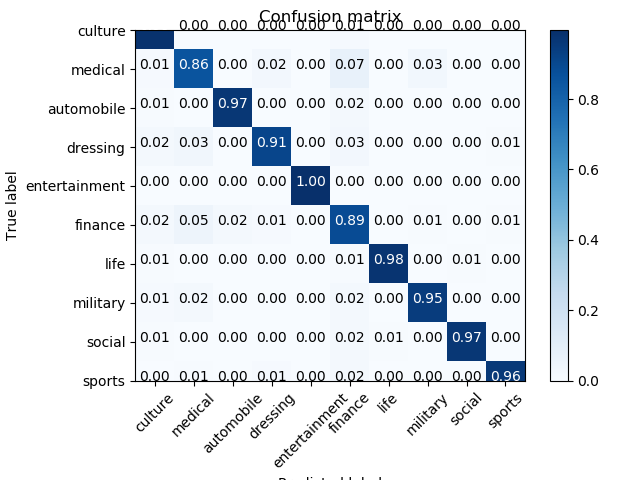 Confusion matrix
culture 0.00 0.00 0.00 0.00 0.01 0.00 0.00 0.00 0.00
medical 0.01 0.86 0.00 0.02 0.00 0.07 0.00 0.03 0.00 0.00
automobile 0.01 0.00 0.97 0.00 0.00 0.02 0.00 0.00 0.00 0.00
dressing 0.02 0.03 0.00 0.91 0.00 0.03 0.00 0.00 0.00 0.01
entertainment 0.00 0.00 0.00 0.00 1.00 0.00 0.00 0.00 0.00 0.00
finance 0.02 0.05 0.02 0.01 0.00 0.89 0.00 0.01 0.00 0.01
life 0.01 0.00 0.00 0.00 0.00 0.01 0.98 0.00 0.01 0.00
military 0.01 0.02 0.00 0.00 0.00 0.02 0.00 0.95 0.00 0.00
social 0.01 0.00 0.00 0.00 0.00 0.02 0.01 0.00 0.97 0.00
sports 0.00 0.01 0.00 0.01 0.00 0.02 0.00 0.00 0.00 0.96
culture medical automobile dressing entertainment finance life military social sports
True label
Predicted label
0.8
0.6
0.4
0.2
0.0